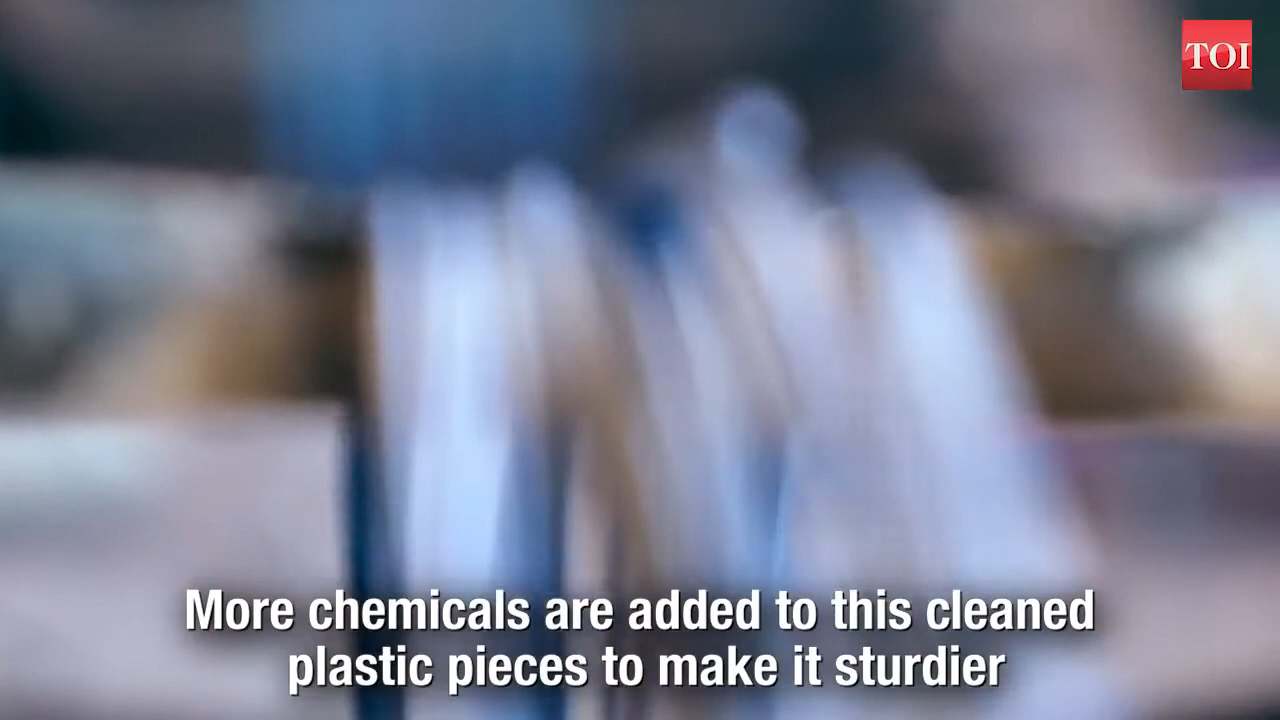 TOI
More chemicals are added to this cleaned
plastic pieces to make it sturdier